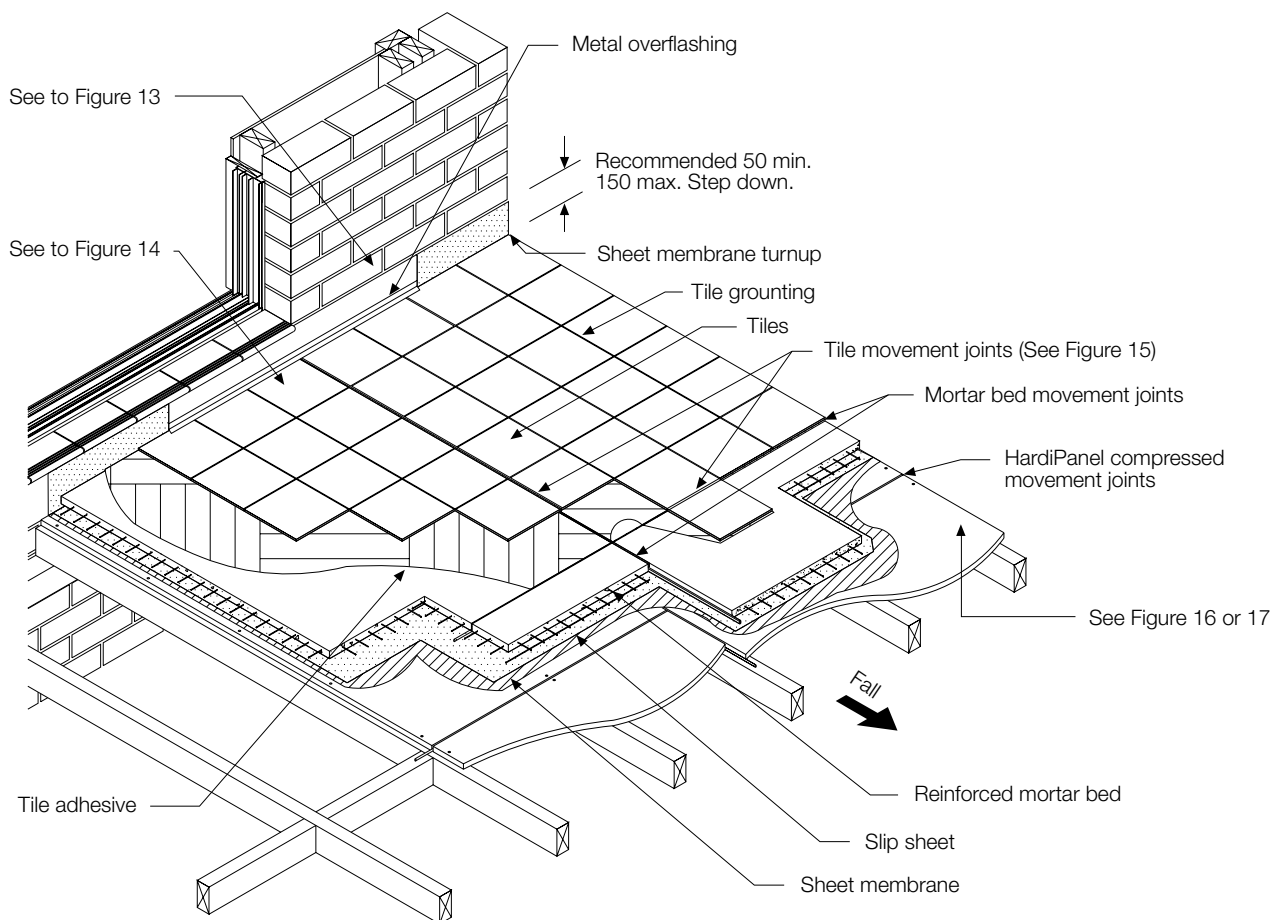 Metal overflashing
See to Figure 13
Recommended 50 min.
150 max. Step down.
See to Figure 14
Sheet membrane turnup
Tile grounting
Tiles
Tile movement joints (See Figure 15)
Mortar bed movement joints
HardiPanel compressed
movement joints
See Figure 16 or 17
Fall
Reinforced mortar bed
Tile adhesive
Slip sheet
Sheet membrane